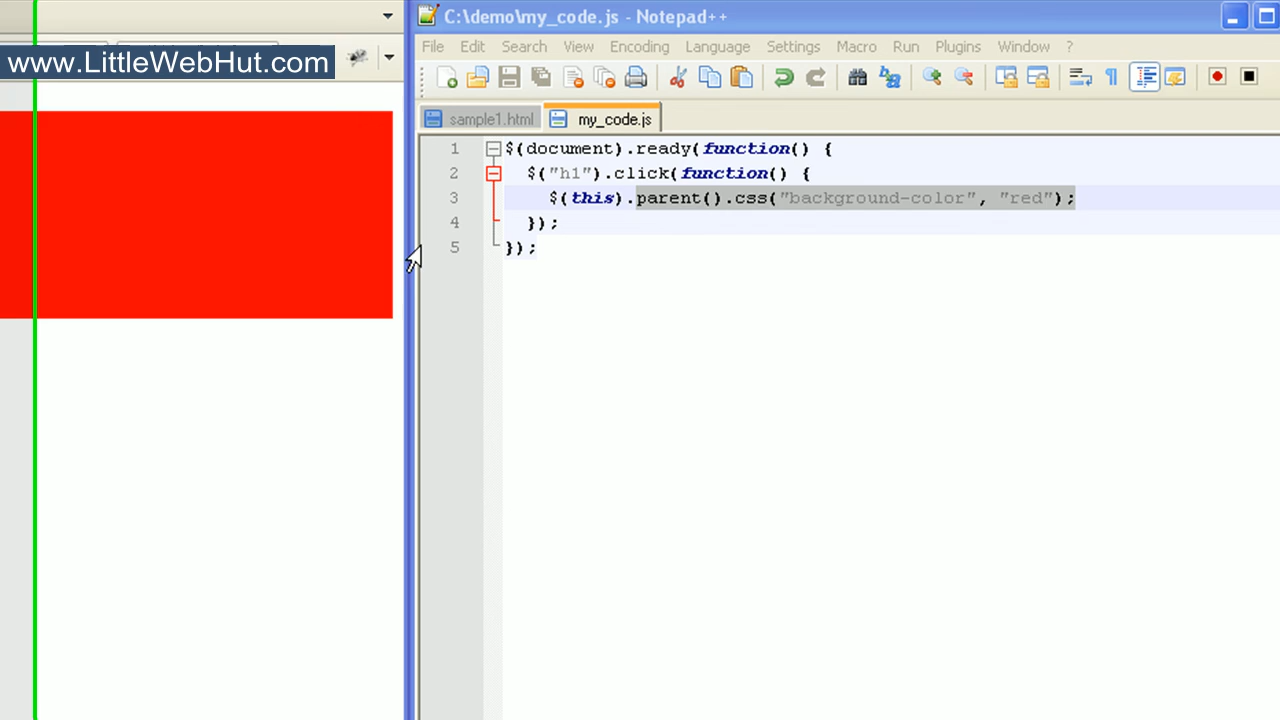 C:\demo\my_code.js - Notepad++
www.LittleWebHut.com
File Edit Search View Encoding Language Settings Macro Run Plugins Window ?
sample1.html my_code.js
1 $(document).ready(function() {
2 $("h1").click(function() {
3 $(this).parent().css("background-color", "red");
4 });
5 });